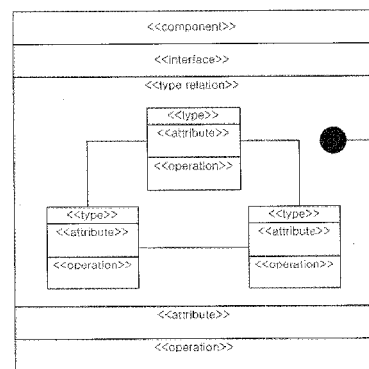 <<component>>
<<interface>>
<<type relation>>
<<type>>
<<attribute>>
<<operation>>
<<type>>
<<attribute>>
<<operation>>
<<type>>
<<attribute>>
<<operation>>
<<attribute>>
<<operation>>